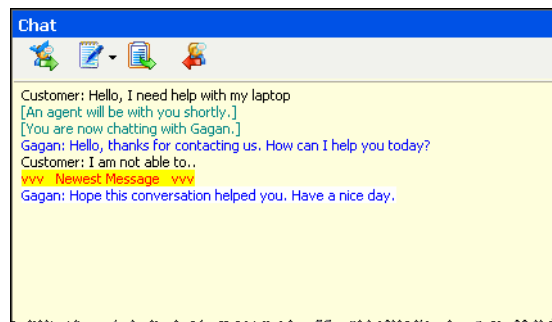 Chat
Customer: Hello, I need help with my laptop
[An agent will be with you shortly.]
[You are now chatting with Gagan.]
Gagan: Hello, thanks for contacting us. How can I help you today?
Customer: I am not able to..
vvv Newest Message vvv
Gagan: Hope this conversation helped you. Have a nice day.